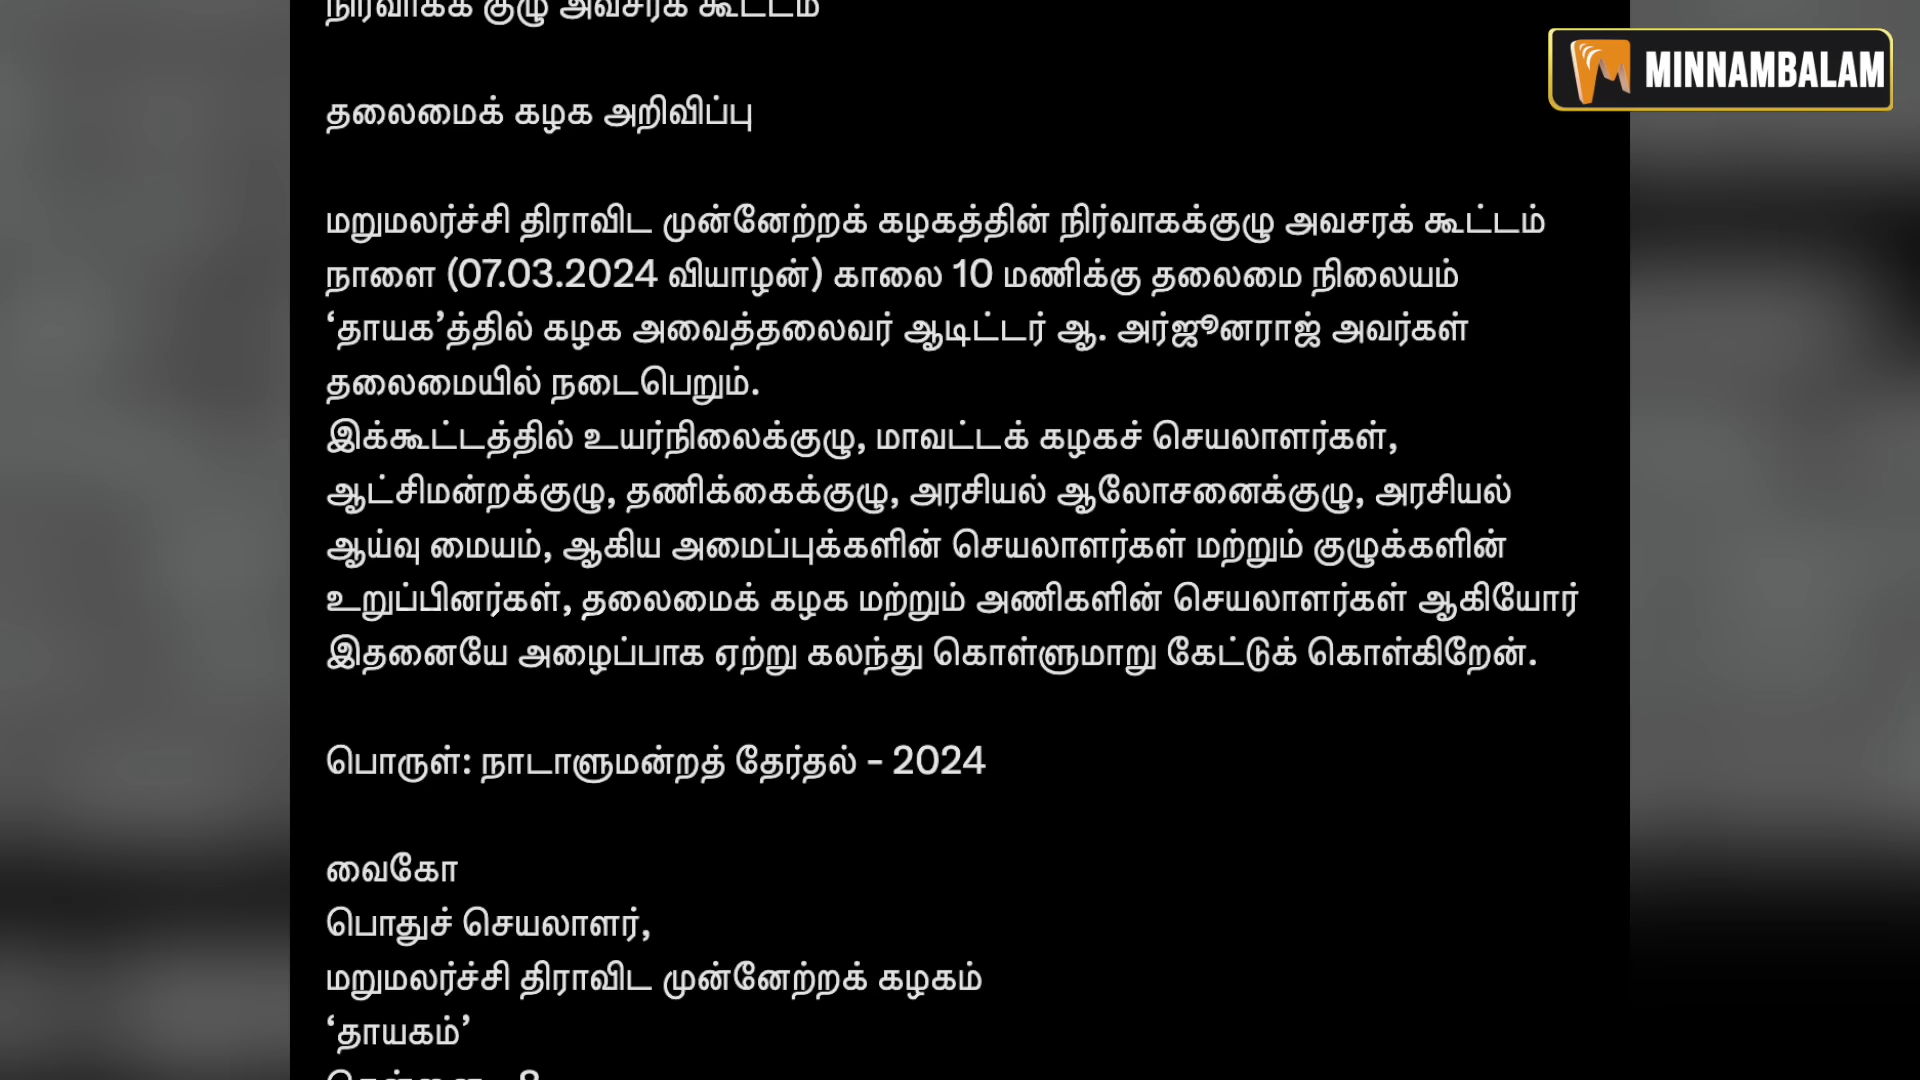 நிர்வாகக் குழு அவசரக் கூட்டம்
MINNAMBALAM
தலைமைக் கழக அறிவிப்பு
மறுமலர்ச்சி திராவிட முன்னேற்றக் கழகத்தின் நிர்வாகக்குழு அவசரக் கூட்டம்
நாளை (07.03.2024 வியாழன்) காலை 10 மணிக்கு தலைமை நிலையம்
‘தாயக’த்தில் கழக அவைத்தலைவர் ஆடிட்டர் ஆ. அர்ஜூனராஜ் அவர்கள்
தலைமையில் நடைபெறும்.
இக்கூட்டத்தில் உயர்நிலைக்குழு, மாவட்டக் கழகச் செயலாளர்கள்,
ஆட்சிமன்றக்குழு, தணிக்கைக்குழு, அரசியல் ஆலோசனைக்குழு, அரசியல்
ஆய்வு மையம், ஆகிய அமைப்புக்களின் செயலாளர்கள் மற்றும் குழுக்களின்
உறுப்பினர்கள், தலைமைக் கழக மற்றும் அணிகளின் செயலாளர்கள் ஆகியோர்
இதனையே அழைப்பாக ஏற்று கலந்து கொள்ளுமாறு கேட்டுக் கொள்கிறேன்.
பொருள்: நாடாளுமன்றத் தேர்தல் - 2024
வைகோ
பொதுச் செயலாளர்,
மறுமலர்ச்சி திராவிட முன்னேற்றக் கழகம்
‘தாயகம்’